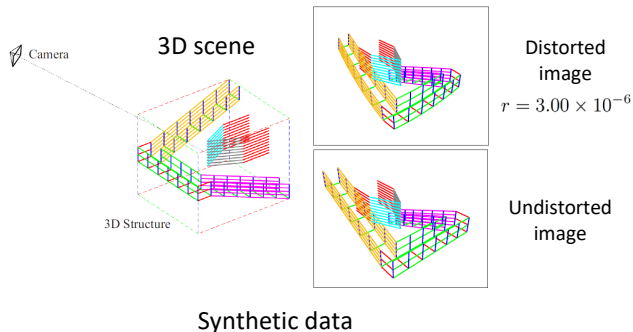 Camera
3D scene
3D Structure
Distorted
image
r = 3.00 × 10⁻⁶
Undistorted
image
Synthetic data